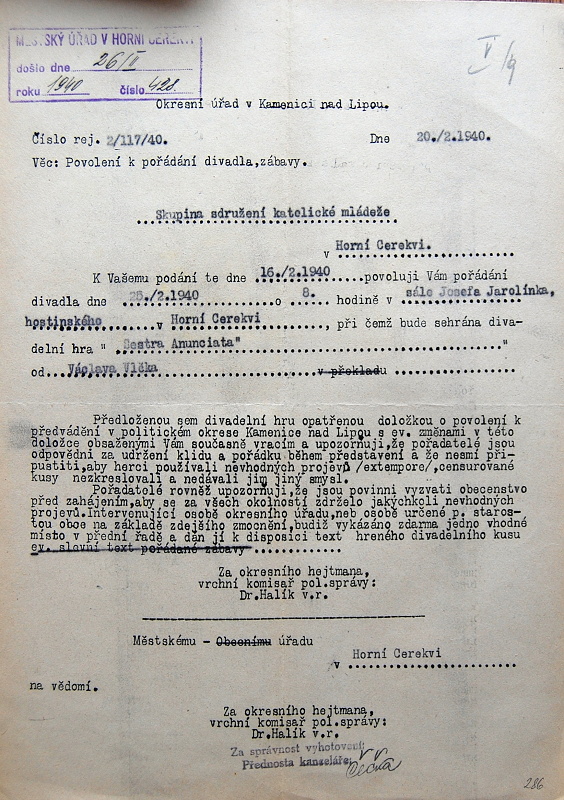 MĚSTSKÝ ÚŘAD V HORNÍ CEREKVI
došlo dne 26/II
roku 1940 číslo 428.
V/9
Okresní úřad v Kamenici nad Lipou.
Číslo rej. 2/117/40. Dne 20./2.1940.
Věc: Povolení k pořádání divadla,zábavy.
Skupina sdružení katolické mládeže
v Horní Cerekvi.
K Vašemu podání te dne 16./2.1940 povoluji Vám pořádání
divadla dne 25./2.1940 o 8. hodině v sále Josefa Jarolínka,
hostinského v Horní Cerekvi, při čemž bude sehrána diva-
delní hra " Sestra Anunciata" "
od Václava Vlčka v překladu
Předloženou sem divadelní hru opatřenou doložkou o povolení k
předvádění v politickém okrese Kamenice nad Lipou s ev. změnami v této
doložce obsaženými Vám současně vracím a upozorňuji,že pořadatelé jsou
odpovědni za udržení klidu a pořádku během představení a že nesmí při-
pustiti,aby herci používali nevhodných projevů /extempore/,censurované
kusy nezkreslovali a nedávali jim jiný smysl.
Pořadatelé rovněž upozorňuji,že jsou povinni vyzvati obecenstvo
před zahájením,aby se za všech okolností zdrželo jakýchkoli nevhodných
projevů.Intervenující osobě okresního úřadu,neb osobě určené p. staros-
tou obce na základě zdejšího zmocnění,budiž vykázáno zdarma jedno vhodné
místo v přední řadě a dán jí k disposici text hreného divadelního kusu
ev. slovní text pořádané zábavy
Za okresního hejtmana,
vrchní komisař pol.správy:
Dr.Halík v.r.
Městskému - Obecnímu úřadu
v Horní Cerekvi
na vědomí.
Za okresního hejtmana,
vrchní komisař pol.správy:
Dr.Halík v.r.
Za správnost vyhotovení:
Přednosta kanceláře:
286